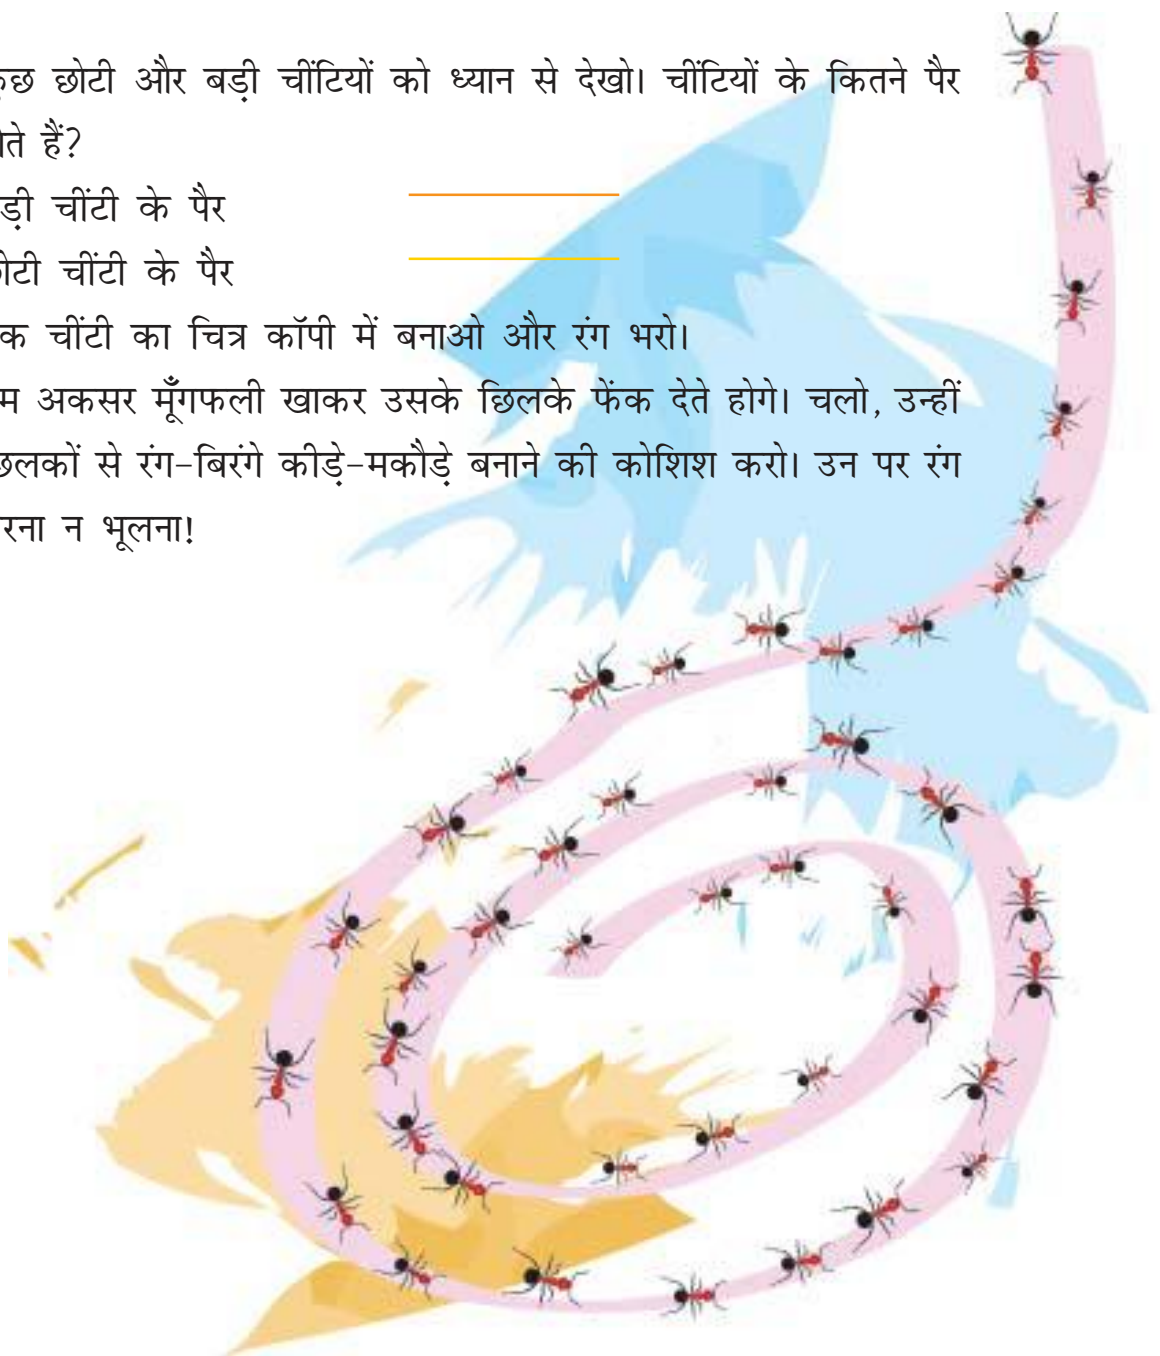 छ छोटी और बड़ी चींटियों को ध्यान से देखो। चींटियों के कितने पैर
ते हैं?
ड़ी चींटी के पैर
टी चींटी के पैर
क चींटी का चित्र कॉपी में बनाओ और रंग भरो।
म अकसर मूँगफली खाकर उसके छिलके फेंक देते होगे। चलो, उन्हीं
लकों से रंग-बिरंगे कीड़े-मकौड़े बनाने की कोशिश करो। उन पर रंग
रना न भूलना!